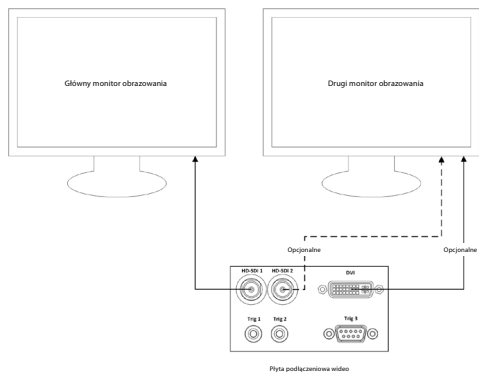 Główny monitor obrazowania
Drugi monitor obrazowania
Opcjonalne
Opcjonalne
HD-SDI 1
HD-SDI 2
DVI
Trig 1
Trig 2
Trig 3
Płyta podłączeniowa wideo